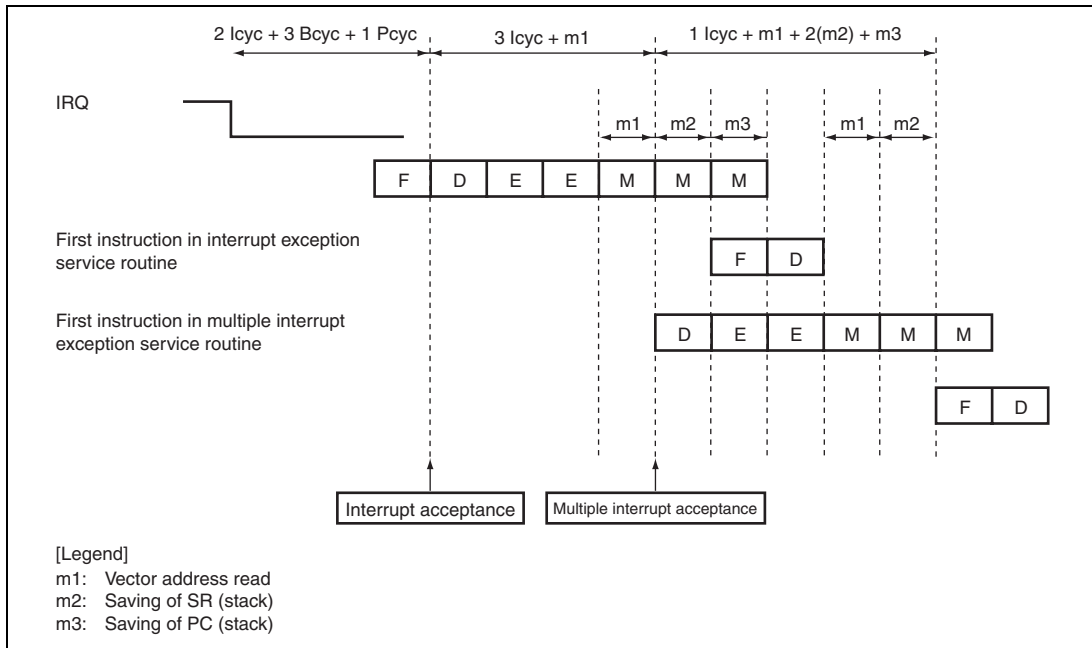 2 Icyc + 3 Bcyc + 1 Pcyc
3 Icyc + m1
1 Icyc + m1 + 2(m2) + m3
IRQ
m1 m2 m3 m1 m2
F D E E M M M
First instruction in interrupt exception
service routine
F D
First instruction in multiple interrupt
exception service routine
D E E M M M
F D
Interrupt acceptance
Multiple interrupt acceptance
[Legend]
m1: Vector address read
m2: Saving of SR (stack)
m3: Saving of PC (stack)